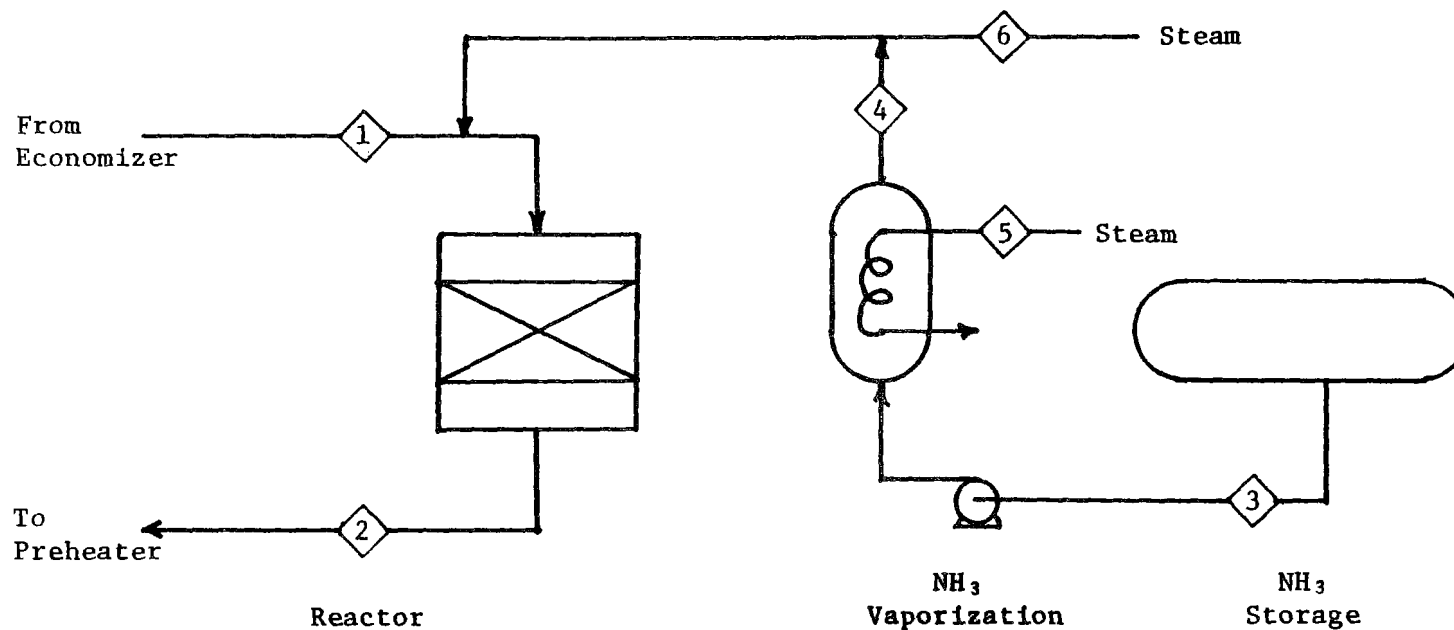 6
Steam
4
From
Economizer
1
5
Steam
3
To
Preheater
2
NH₃
Vaporization
NH₃
Storage
Reactor